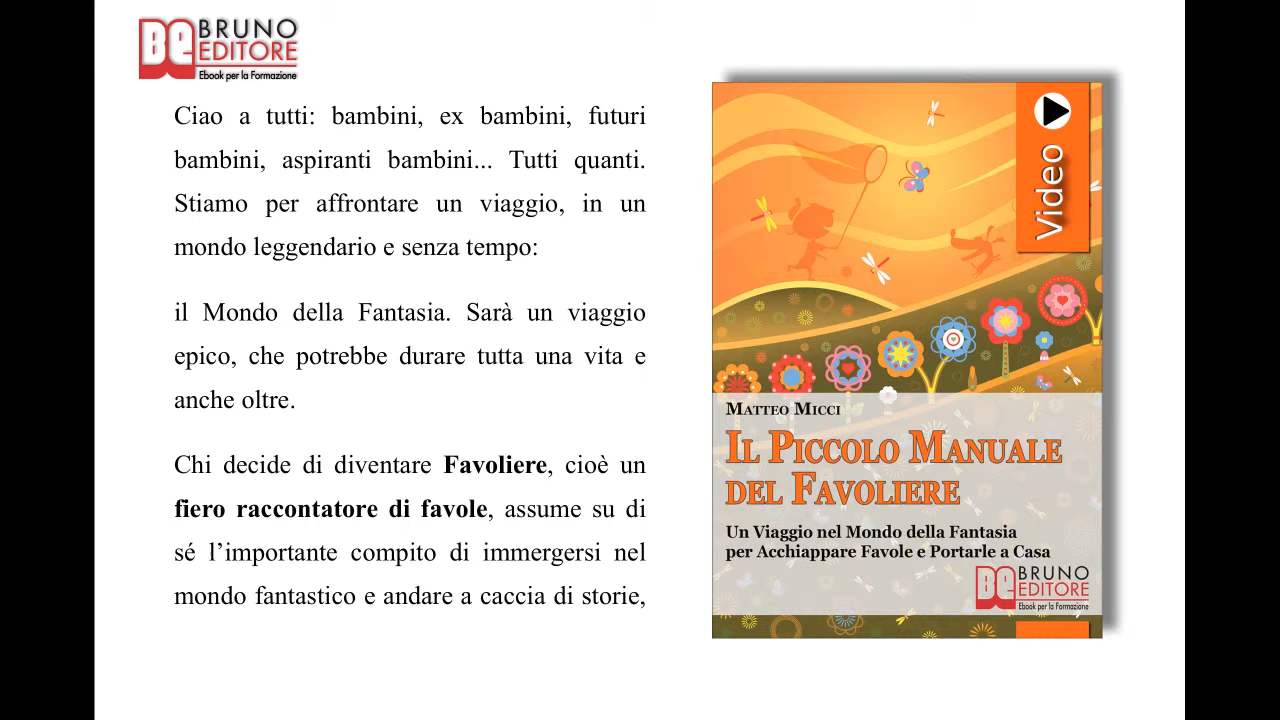 BRUNO
EDITORE
Ebook per la Formazione
Ciao a tutti: bambini, ex bambini, futuri
bambini, aspiranti bambini... Tutti quanti.
Stiamo per affrontare un viaggio, in un
mondo leggendario e senza tempo:
il Mondo della Fantasia. Sarà un viaggio
epico, che potrebbe durare tutta una vita e
anche oltre.
Chi decide di diventare Favoliere, cioè un
fiero raccontatore di favole, assume su di
sé l’importante compito di immergersi nel
mondo fantastico e andare a caccia di storie,
Video
MATTEO MICCI
IL PICCOLO MANUALE
DEL FAVOLIERE
Un Viaggio nel Mondo della Fantasia
per Acchiappare Favole e Portarle a Casa
BRUNO
EDITORE
Ebook per la Formazione